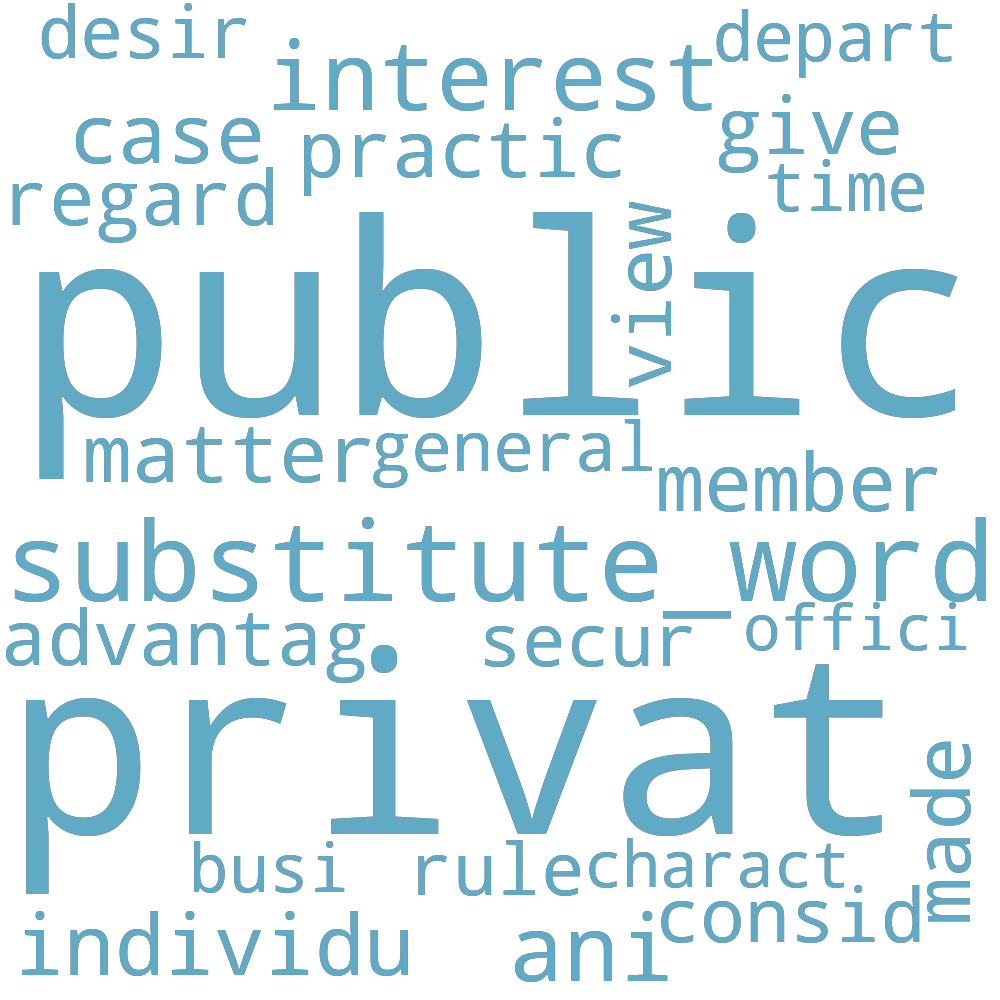 desir
interest
depart
case
practic
give
regard
time
view
public
matter
general
member
substitute_word
advantag
secur
offici
privat
made
busi
rule
charact
consid
individu
ani